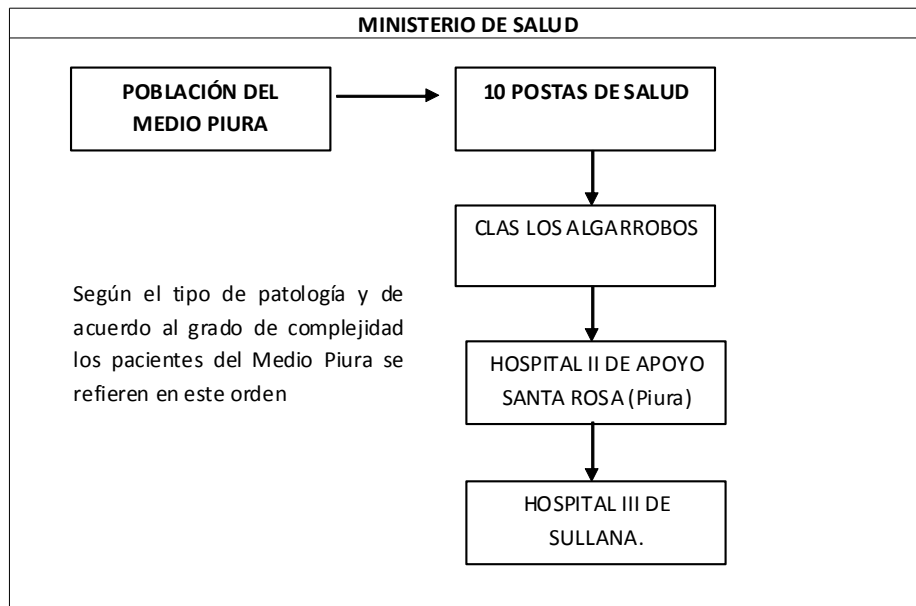 MINISTERIO DE SALUD
POBLACIÓN DEL
MEDIO PIURA
10 POSTAS DE SALUD
CLAS LOS ALGARROBOS
Según el tipo de patología y de
acuerdo al grado de complejidad
los pacientes del Medio Piura se
refieren en este orden
HOSPITAL II DE APOYO
SANTA ROSA (Piura)
HOSPITAL III DE
SULLANA.